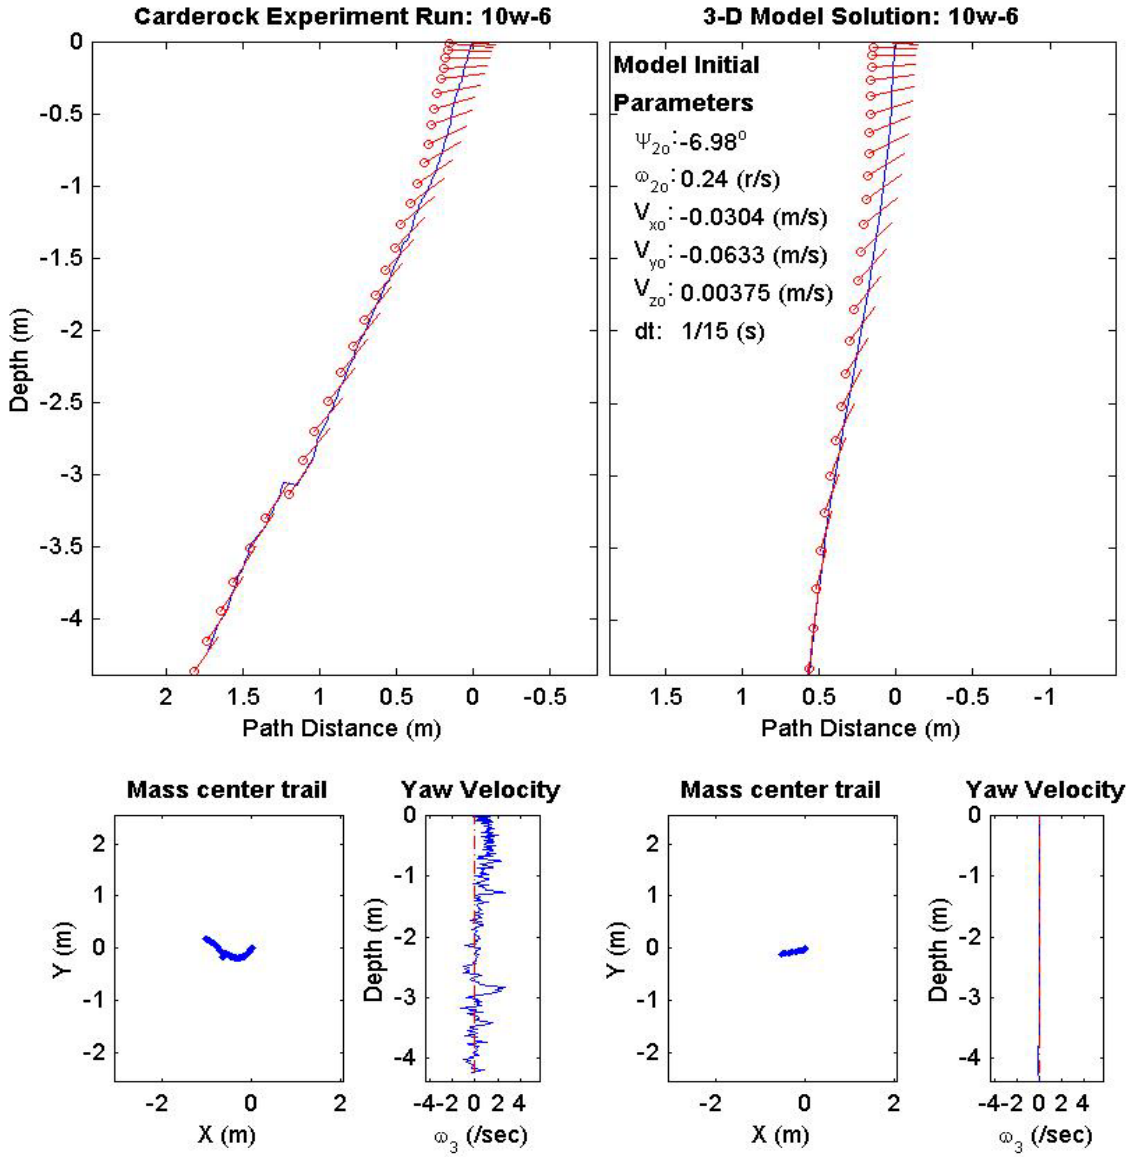 Carderock Experiment Run: 10w-6
0
-0.5
-1
-1.5
-2
-2.5
-3
-3.5
-4
Depth (m)
2 1.5 1 0.5 0 -0.5
Path Distance (m)
3-D Model Solution: 10w-6
Model Initial
Parameters
Ψ2o: -6.98o
ω2o: 0.24 (r/s)
Vxo: -0.0304 (m/s)
Vyo: -0.0633 (m/s)
Vzo: 0.00375 (m/s)
dt: 1/15 (s)
1.5 1 0.5 0 -0.5 -1
Path Distance (m)
Mass center trail
2
1
0
-1
-2
Y (m)
-2 0 2
X (m)
Yaw Velocity
0
-1
-2
-3
-4
Depth (m)
-4 -2 0 2 4
ω3 (/sec)
Mass center trail
2
1
0
-1
-2
Y (m)
-2 0 2
X (m)
Yaw Velocity
0
-1
-2
-3
-4
Depth (m)
-4 -2 0 2 4
ω3 (/sec)